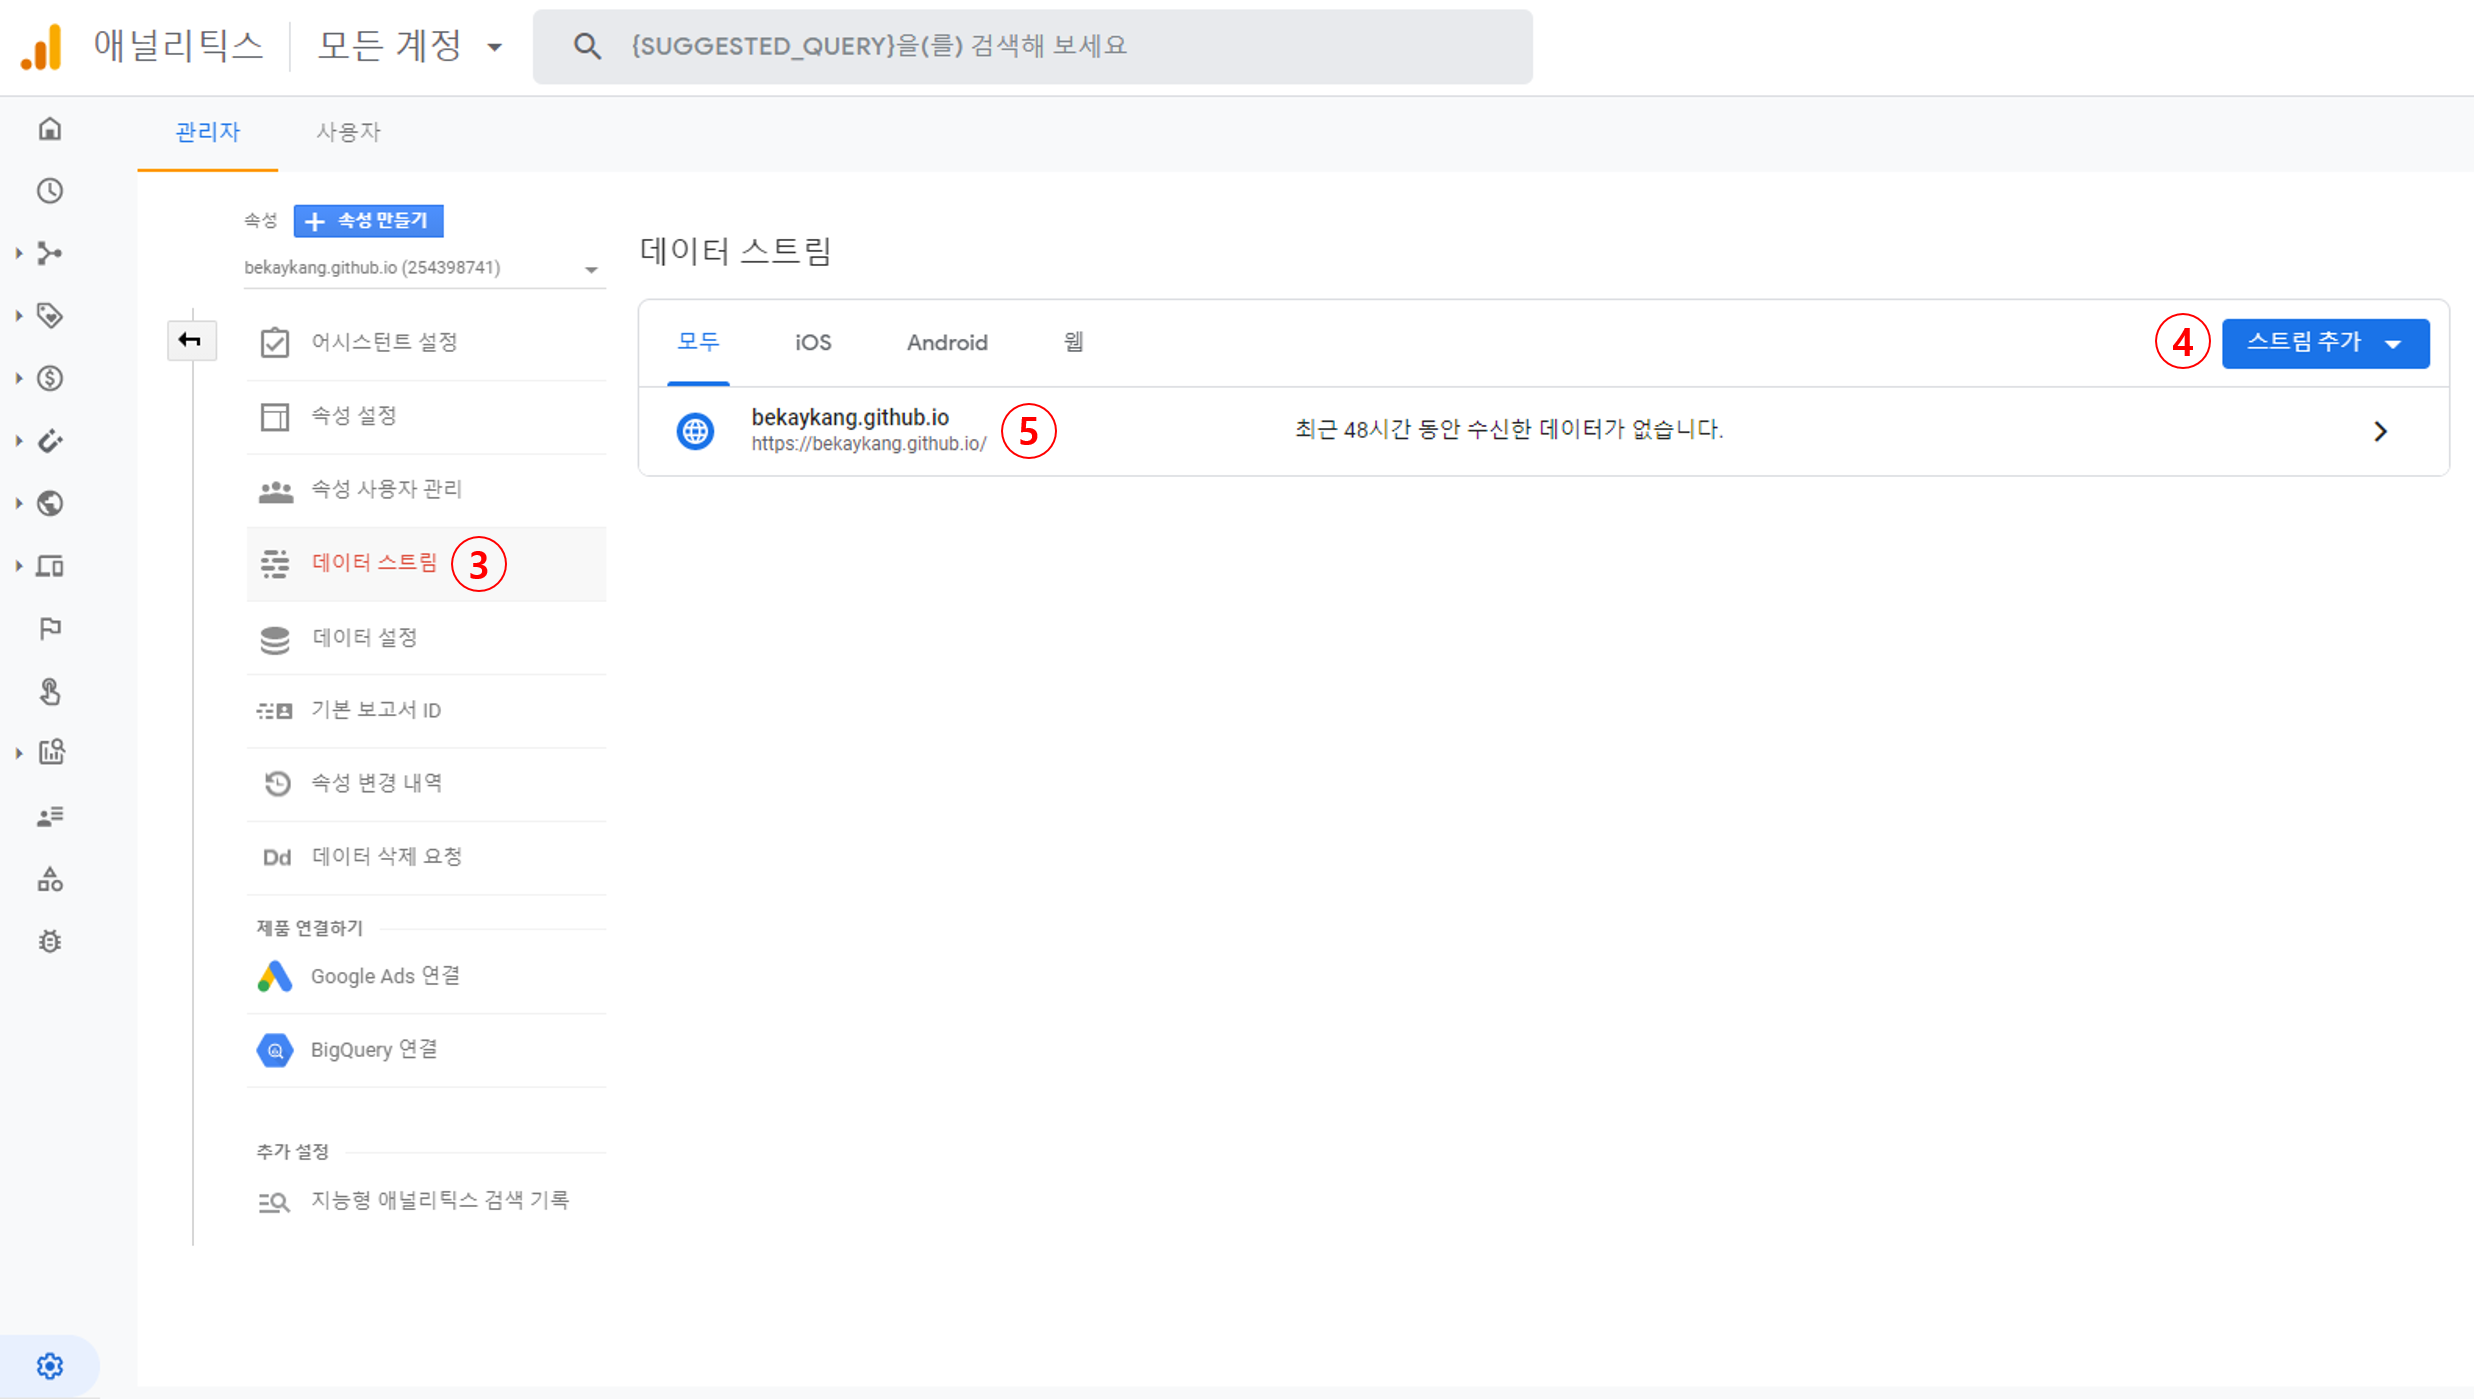 애널리틱스
모든 계정
{SUGGESTED_QUERY}을(를) 검색해 보세요
관리자
사용자
속성
속성 만들기
bekaykang.github.io (254398741)
어시스턴트 설정
속성 설정
속성 사용자 관리
데이터 스트림 ③
데이터 설정
기본 보고서 ID
속성 변경 내역
Dd 데이터 삭제 요청
제품 연결하기
Google Ads 연결
BigQuery 연결
추가 설정
지능형 애널리틱스 검색 기록
데이터 스트림
모두 iOS Android 웹
④ 스트림 추가
bekaykang.github.io
https://bekaykang.github.io/
⑤
최근 48시간 동안 수신한 데이터가 없습니다.